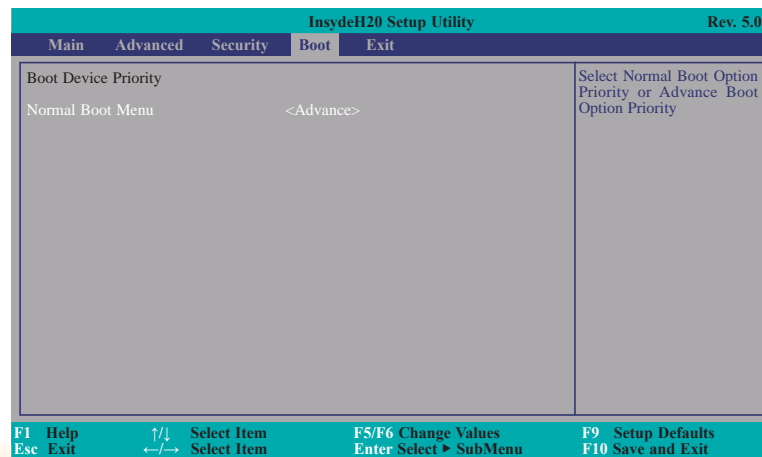 InsydeH20 Setup Utility Rev. 5.0
Main Advanced Security Boot Exit
Boot Device Priority
Normal Boot Menu <Advance>
Select Normal Boot Option
Priority or Advance Boot
Option Priority
F1 Help ↑/↓ Select Item F5/F6 Change Values F9 Setup Defaults
Esc Exit ←/→ Select Item Enter Select ▶ SubMenu F10 Save and Exit